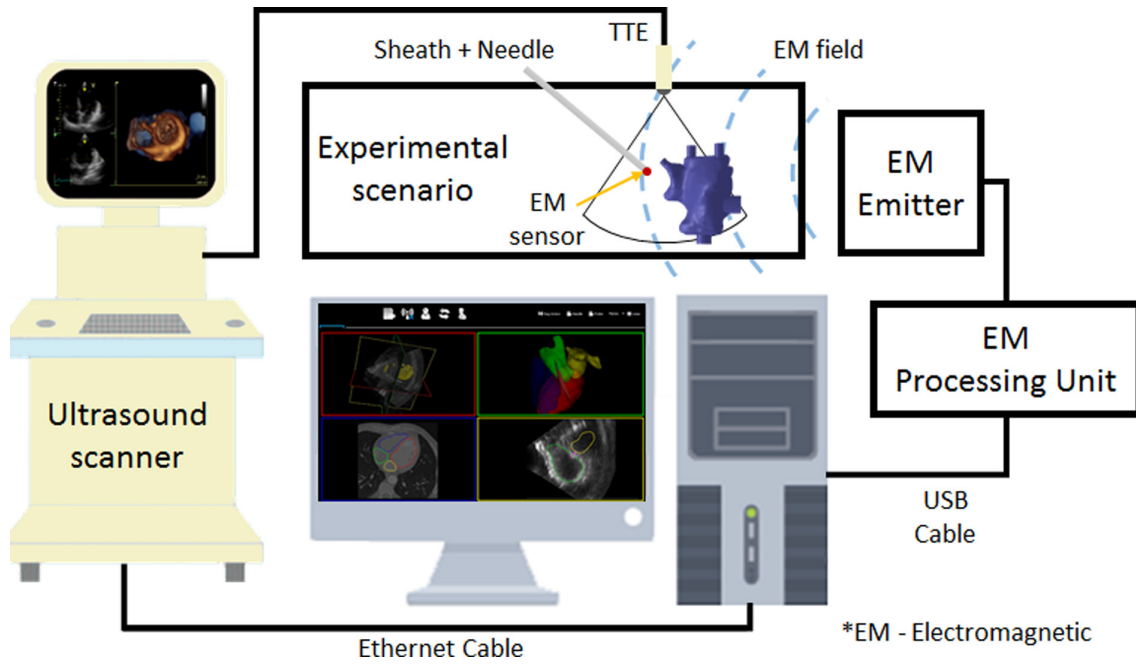 TTE
Sheath + Needle
EM field
Experimental
scenario
EM
sensor
EM
Emitter
EM
Processing Unit
Ultrasound
scanner
USB
Cable
Ethernet Cable
*EM - Electromagnetic